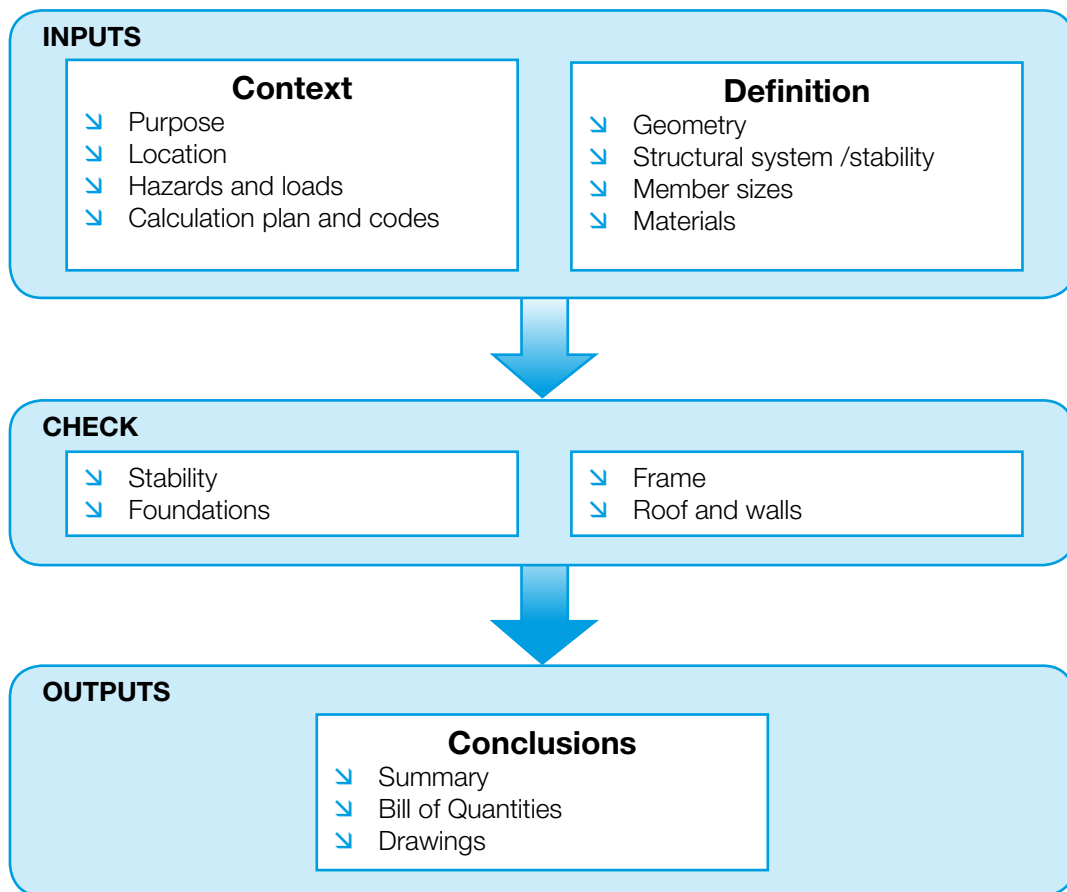 INPUTS
Context
Purpose
Location
Hazards and loads
Calculation plan and codes
Definition
Geometry
Structural system /stability
Member sizes
Materials
CHECK
Stability
Foundations
Frame
Roof and walls
OUTPUTS
Conclusions
Summary
Bill of Quantities
Drawings